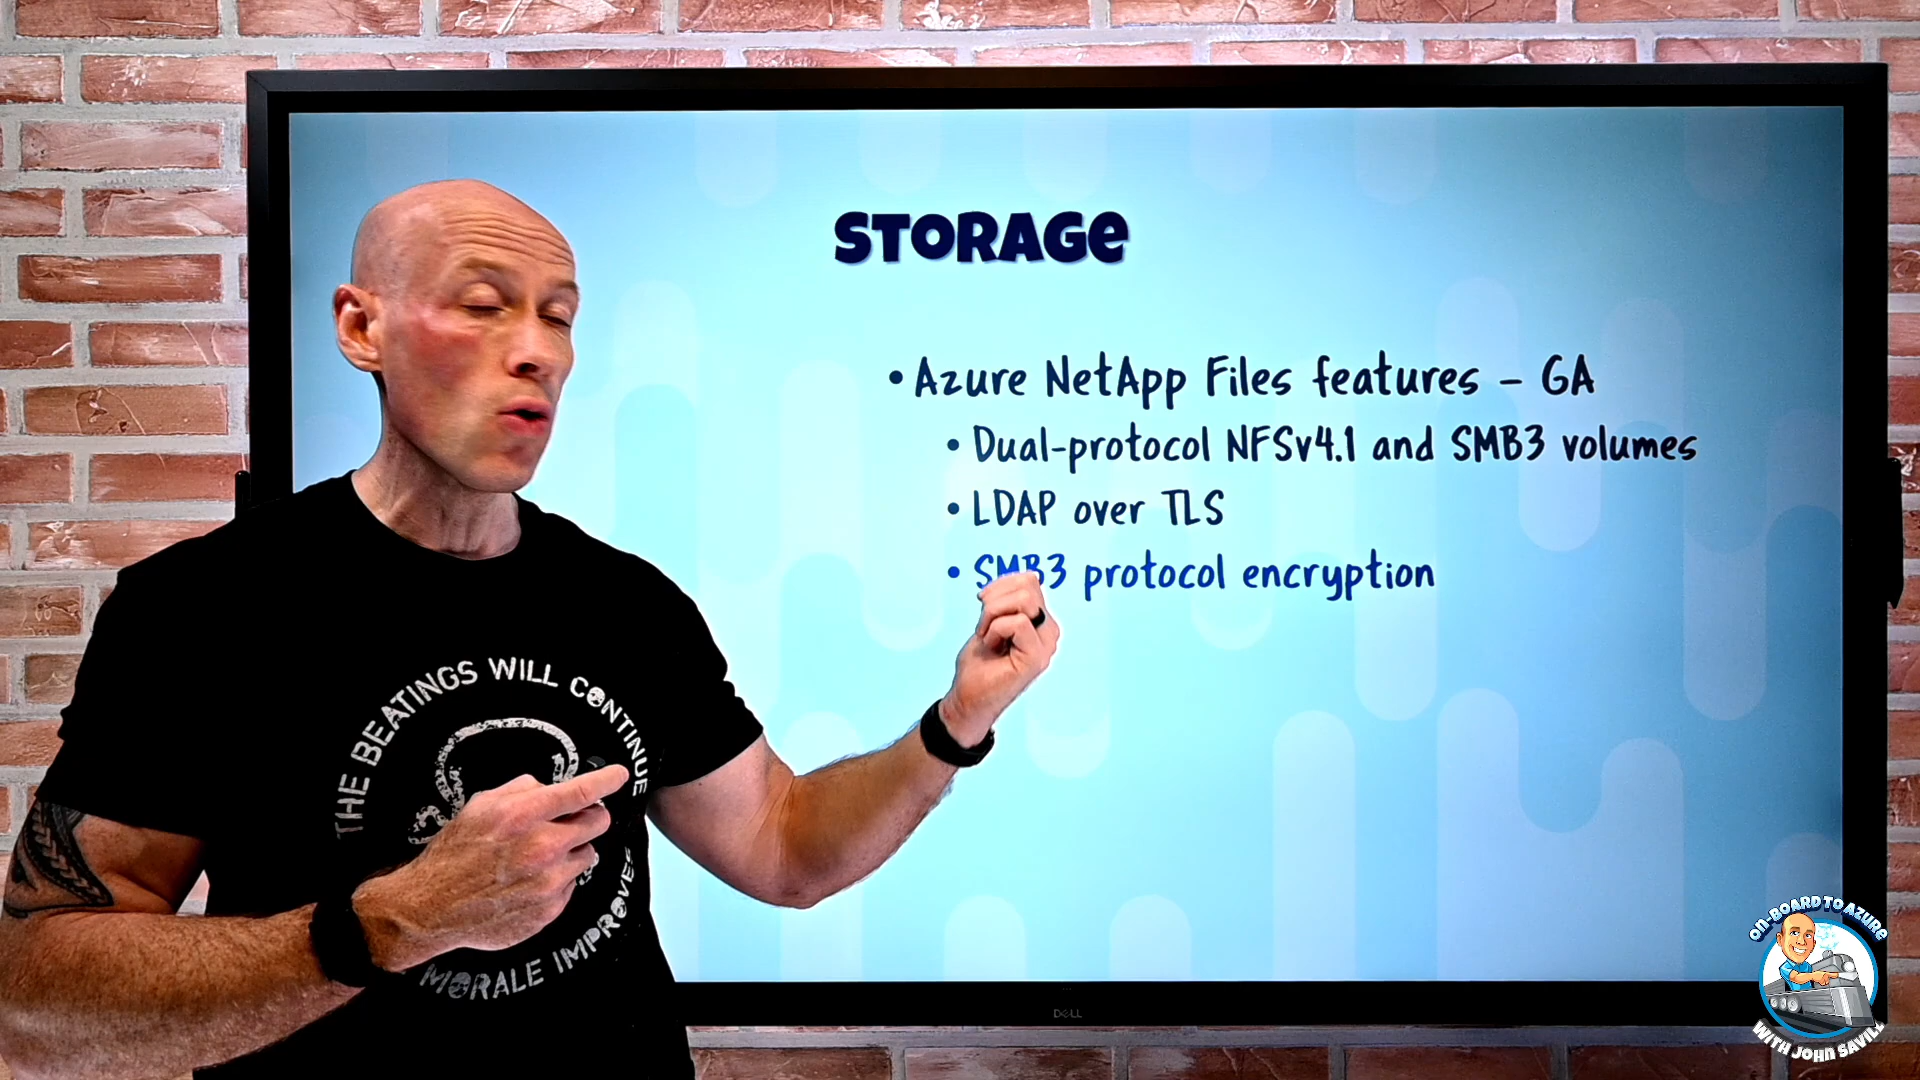 STORAGE
• Azure NetApp Files features – GA
• Dual-protocol NFSv4.1 and SMB3 volumes
• LDAP over TLS
• SMB3 protocol encryption
THE BEATINGS WILL CONTINUE
MORALE IMPROVES
DELL
ON-BOARD TO AZURE
WITH JOHN SAVILL